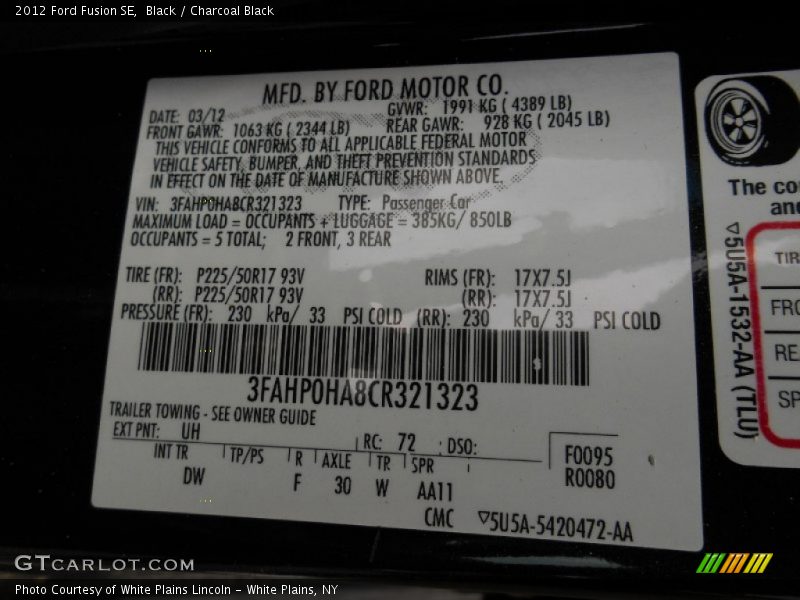 2012 Ford Fusion SE,  Black / Charcoal Black
MFD. BY FORD MOTOR CO.
DATE: 03/12 GVWR: 1991 KG ( 4389 LB)
FRONT GAWR: 1063 KG ( 2344 LB) REAR GAWR: 928 KG ( 2045 LB)
THIS VEHICLE CONFORMS TO ALL APPLICABLE FEDERAL MOTOR
VEHICLE SAFETY, BUMPER, AND THEFT PREVENTION STANDARDS
IN EFFECT ON THE DATE OF MANUFACTURE SHOWN ABOVE.
VIN: 3FAHP0HA8CR321323 TYPE: Passenger Car
MAXIMUM LOAD = OCCUPANTS + LUGGAGE = 385KG/ 850LB
OCCUPANTS = 5 TOTAL; 2 FRONT, 3 REAR
TIRE (FR): P225/50R17 93V RIMS (FR): 17X7.5J
(RR): P225/50R17 93V (RR): 17X7.5J
PRESSURE (FR): 230 kPa/ 33 PSI COLD (RR): 230 kPa/ 33 PSI COLD
3FAHP0HA8CR321323
TRAILER TOWING - SEE OWNER GUIDE
EXT PNT: UH RC: 72 DSO:
INT TR TP/PS R AXLE TR SPR F0095
DW F 30 W AA11 R0080
CMC ▽5U5A-5420472-AA
The co
an
TIR
FRO
RE
SP
▽5U5A-1532-AA (TLU)
GTCARLOT.COM
Photo Courtesy of White Plains Lincoln - White Plains, NY